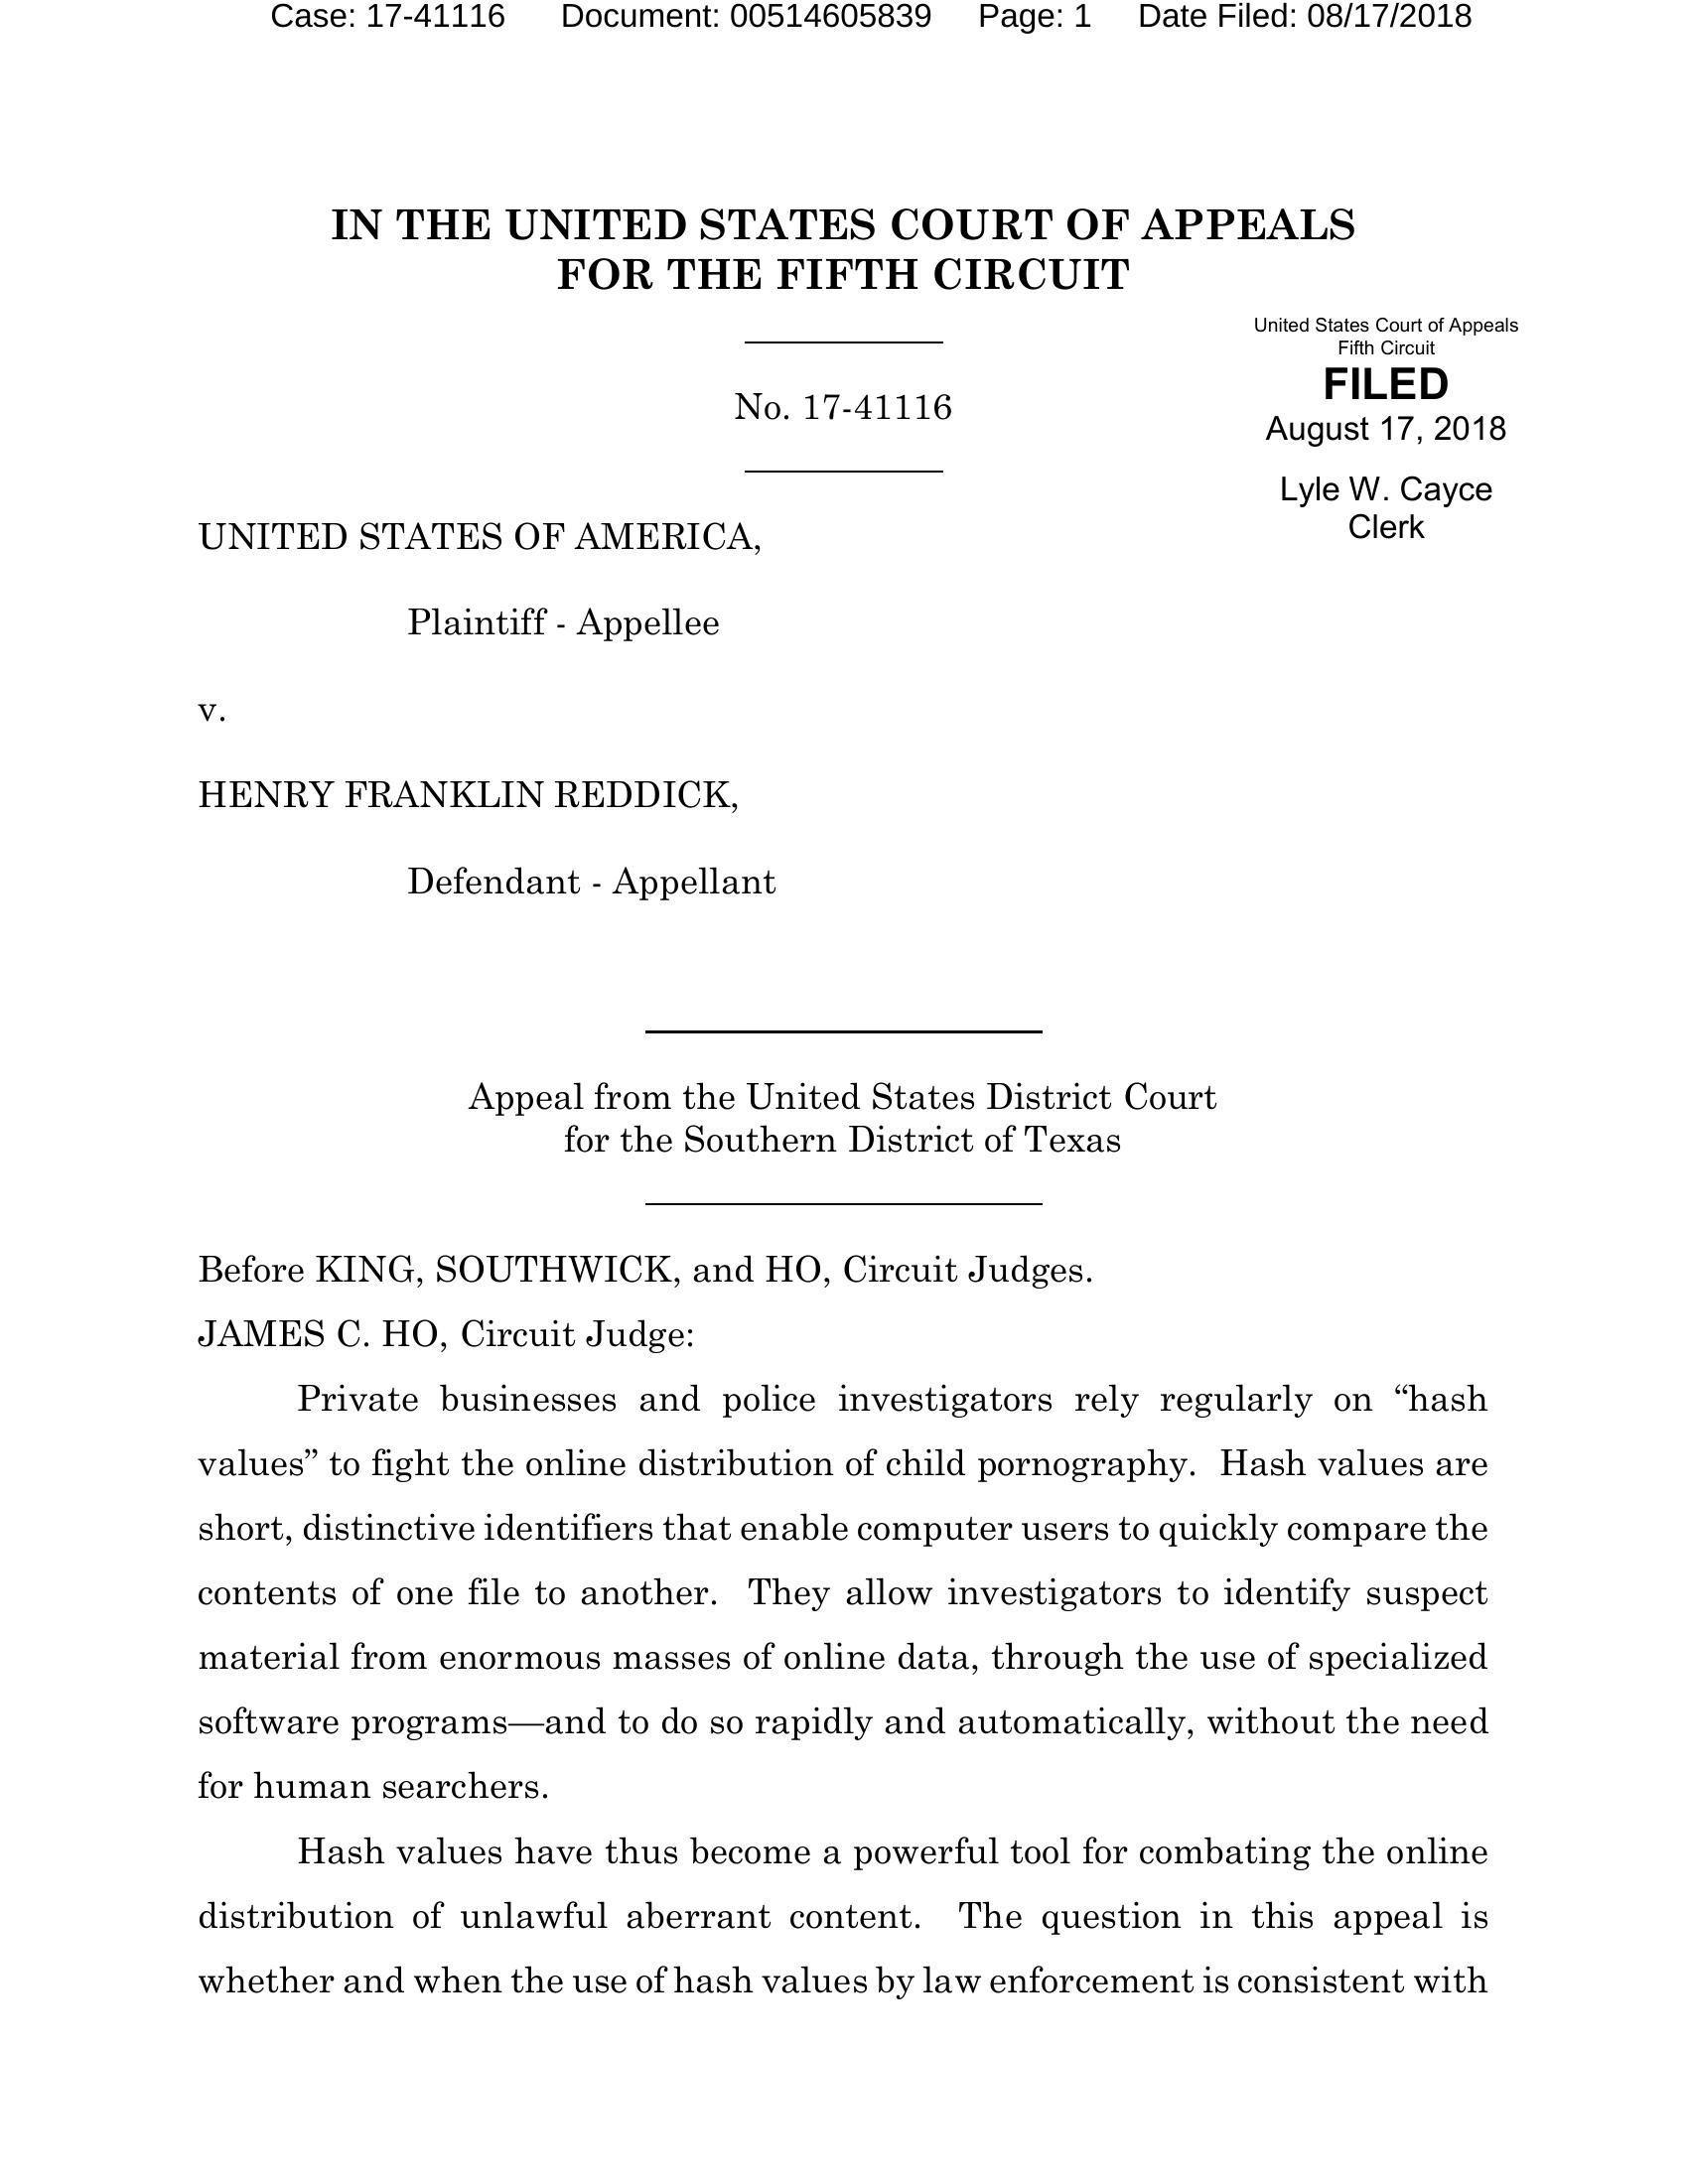 Case: 17-41116 Document: 00514605839 Page: 1 Date Filed: 08/17/2018
IN THE UNITED STATES COURT OF APPEALS
FOR THE FIFTH CIRCUIT
United States Court of Appeals
Fifth Circuit
FILED
August 17, 2018
Lyle W. Cayce
Clerk
No. 17-41116
UNITED STATES OF AMERICA,
Plaintiff - Appellee
v.
HENRY FRANKLIN REDDICK,
Defendant - Appellant
Appeal from the United States District Court
for the Southern District of Texas
Before KING, SOUTHWICK, and HO, Circuit Judges.
JAMES C. HO, Circuit Judge:
Private businesses and police investigators rely regularly on “hash
values” to fight the online distribution of child pornography. Hash values are
short, distinctive identifiers that enable computer users to quickly compare the
contents of one file to another. They allow investigators to identify suspect
material from enormous masses of online data, through the use of specialized
software programs—and to do so rapidly and automatically, without the need
for human searchers.
Hash values have thus become a powerful tool for combating the online
distribution of unlawful aberrant content. The question in this appeal is
whether and when the use of hash values by law enforcement is consistent with